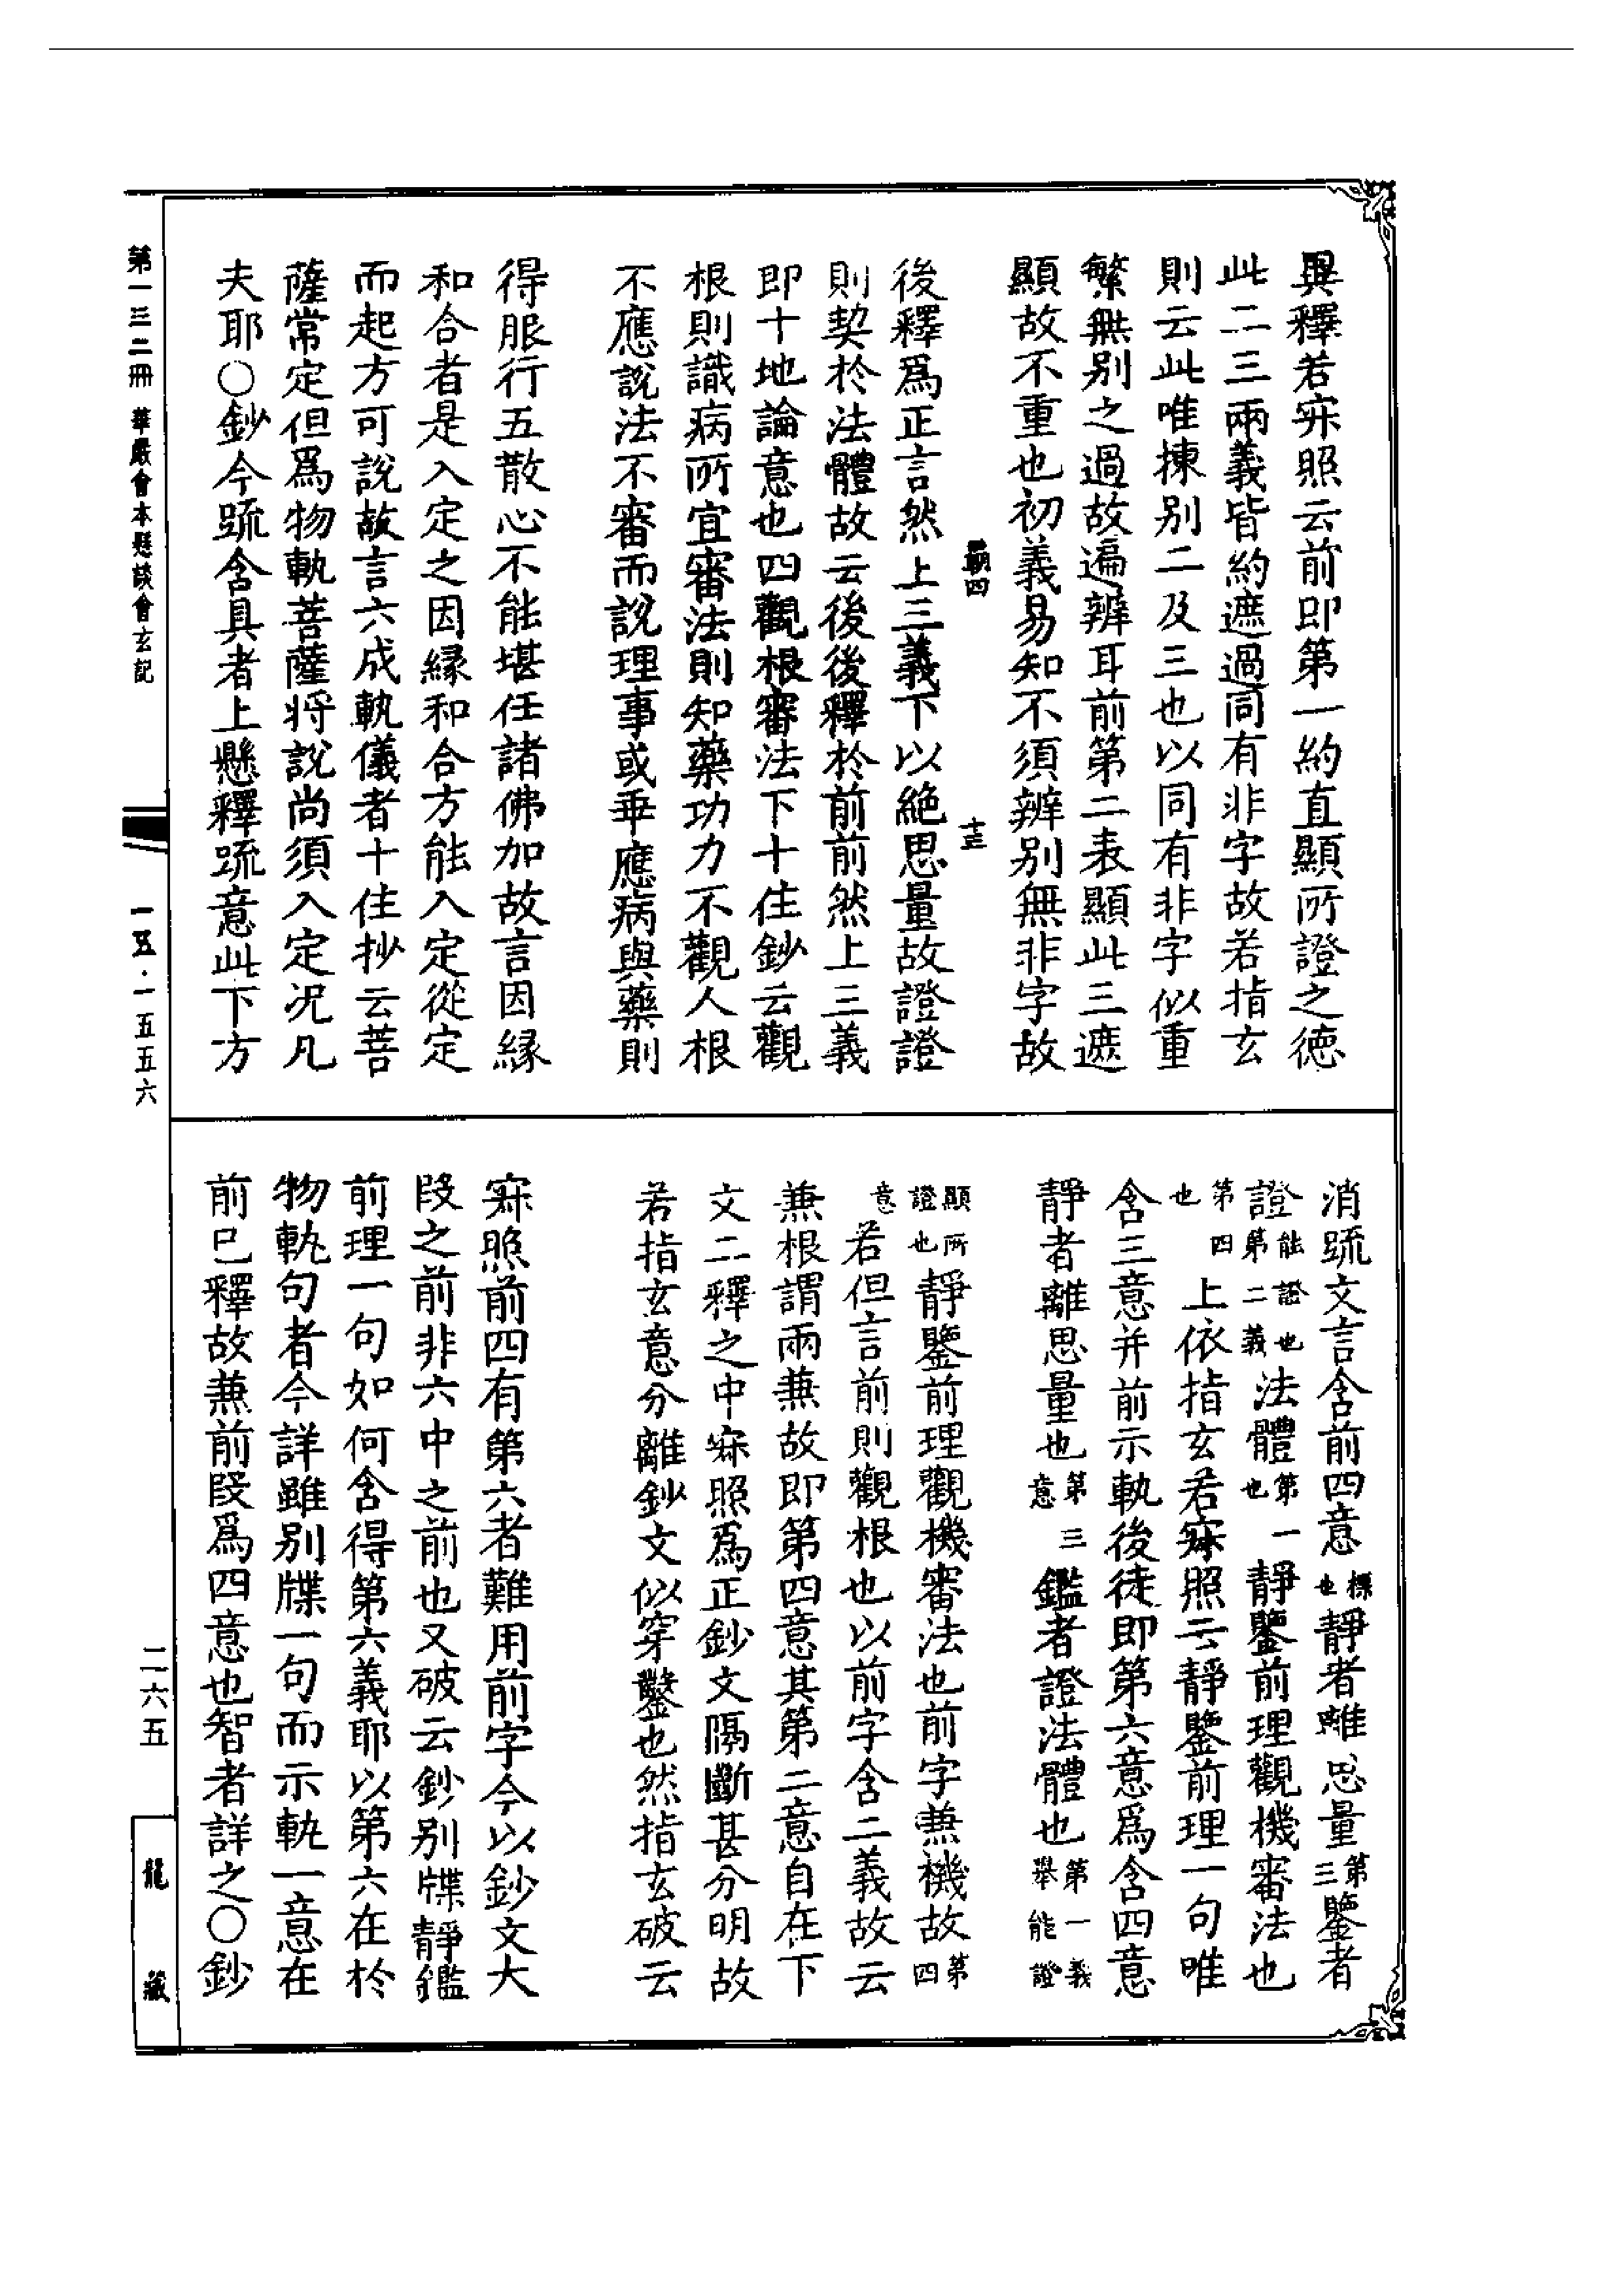 異釋若寂照云前即第一約直顯所證之德
此二三兩義皆約遮過同有非字故若指玄
則云此唯揀別二及三也以同有非字似重
繁無別之過故遍辨耳前第二表顯此三遮
顯故不重也初義易知不須辨別無非字故
後釋為正言然上三義下以絕思量故證證
則契於法體故云後後釋於前前然上三義
即十地論意也四觀根審法下十住鈔云觀
根則識病所宜審法則知藥功力不觀人根
不應說法不審而說理事或乖應病與藥則
得服行五散心不能堪任諸佛加故言因緣
和合者是入定之因緣和合方能入定從定
而起方可說故言六成軌儀者十住抄云菩
薩常定但為物軌菩薩將說尚須入定況凡
夫耶○鈔今疏含具者上懸釋疏意此下方
消疏文言含前四意標也靜者離思量第三鑒者
證能證也第二義法體第一也靜鑒前理觀機審法也
第四也上依指玄若寂照云靜鑒前理一句唯
含三意并前示軌後徒即第六意為含四意
靜者離思量也第三意鑑者證法體也第一義舉能證
顯所證也靜鑒前理觀機審法也前字兼機故第四
意若但言前則觀根也以前字含二義故云
兼根謂兩兼故即第四意其第二意自在下
文二釋之中寂照為正鈔文隔斷甚分明故
若指玄意分離鈔文似穿鑿也然指玄破云
寂照前四有第六者難用前字今以鈔文大
段之前非六中之前也又破云鈔別牒靜鑑
前理一句如何含得第六義耶以第六在於
物軌句者今詳雖別牒一句而示軌一意在
前已釋故兼前段為四意也智者詳之○鈔
第一三二冊 華嚴會本懸談會玄記
一五·一五五六
二六五
龍藏